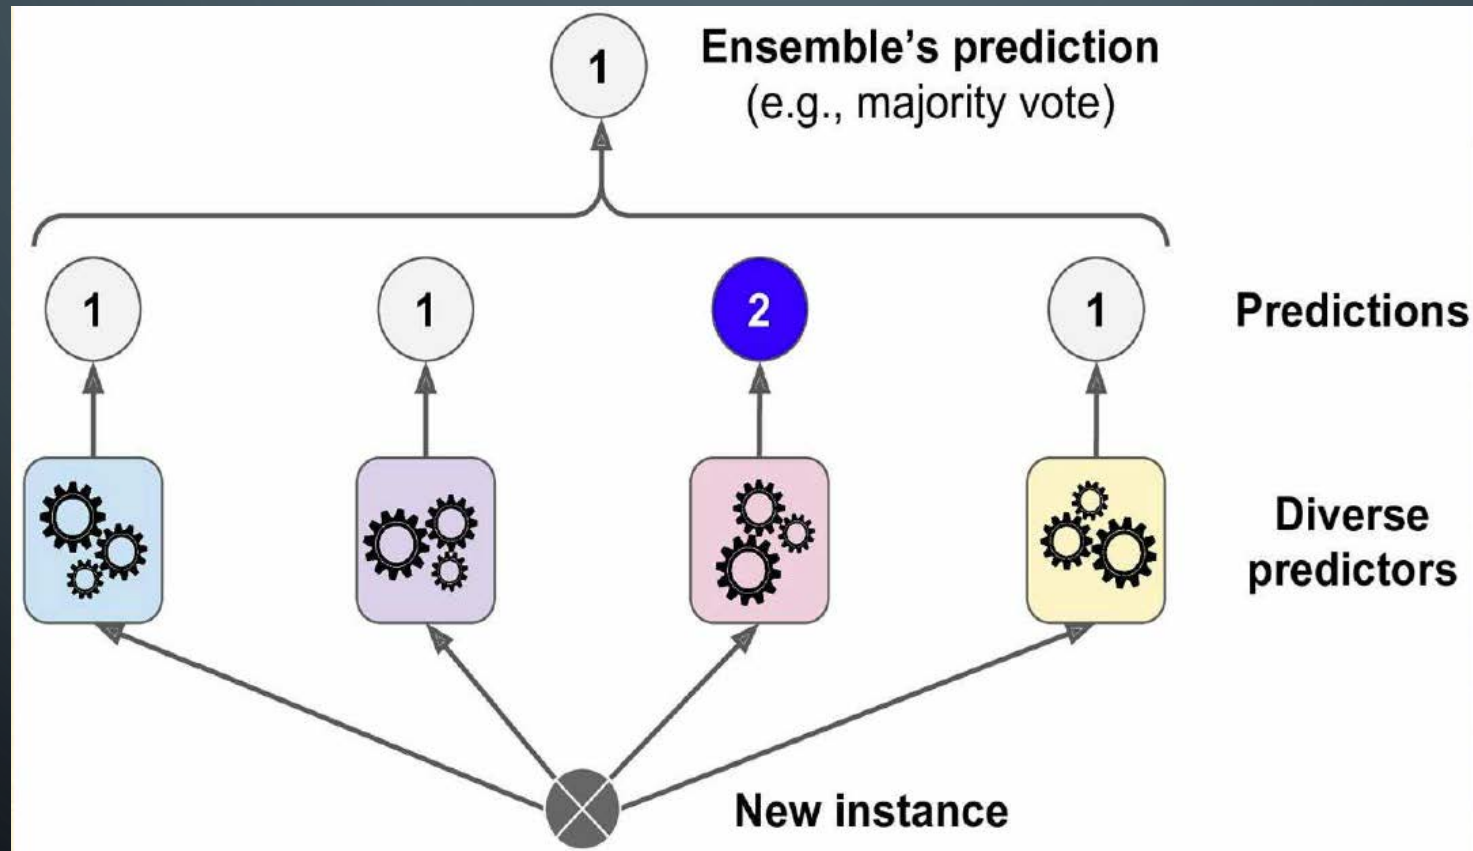 1
Ensemble's prediction
(e.g., majority vote)
1
1
2
1
Predictions
Diverse
predictors
New instance